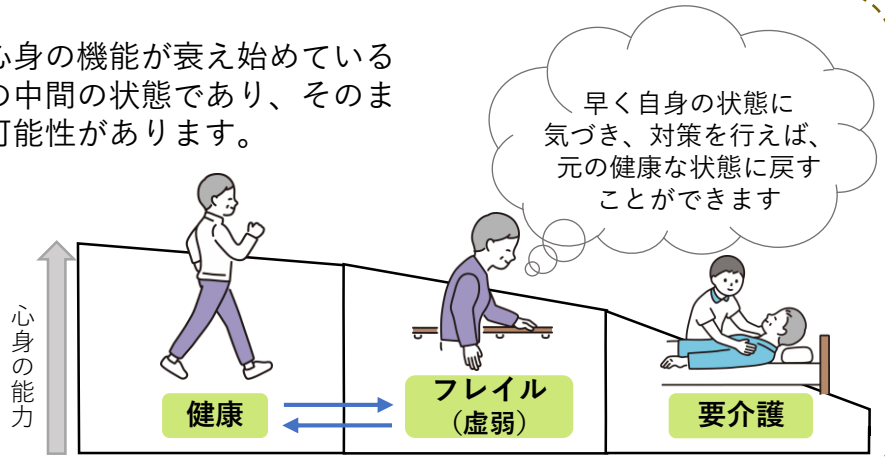 心身の機能が衰え始めている
の中間の状態であり、そのま
可能性があります。
早く自身の状態に
気づき、対策を行えば、
元の健康な状態に戻す
ことができます
心身の能力
健康
フレイル
（虚弱）
要介護